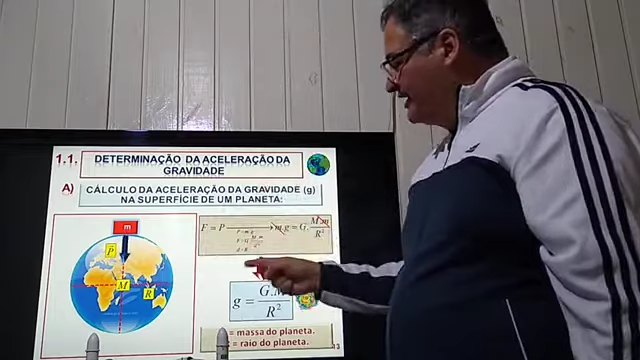 1.1. DETERMINAÇÃO DA ACELERAÇÃO DA
GRAVIDADE
A) CÁLCULO DA ACELERAÇÃO DA GRAVIDADE (g)
NA SUPERFÍCIE DE UM PLANETA:
m
P
M
R
F = P m.g = G. M.m / R²
g = G.M / R²
= massa do planeta.
= raio do planeta.
13